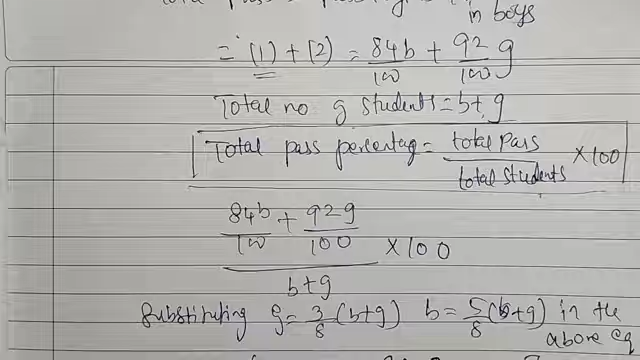 in boys
= (1) + (2) = 84b/100 + 92/100 g
Total no g students = b+g
Total pass percentag = total pass/total students × 100
(84b/100 + 92g/100)/(b+g) × 100
Substituting g = 3/8 (b+g) b = 5/8 (b+g) in the
above eq